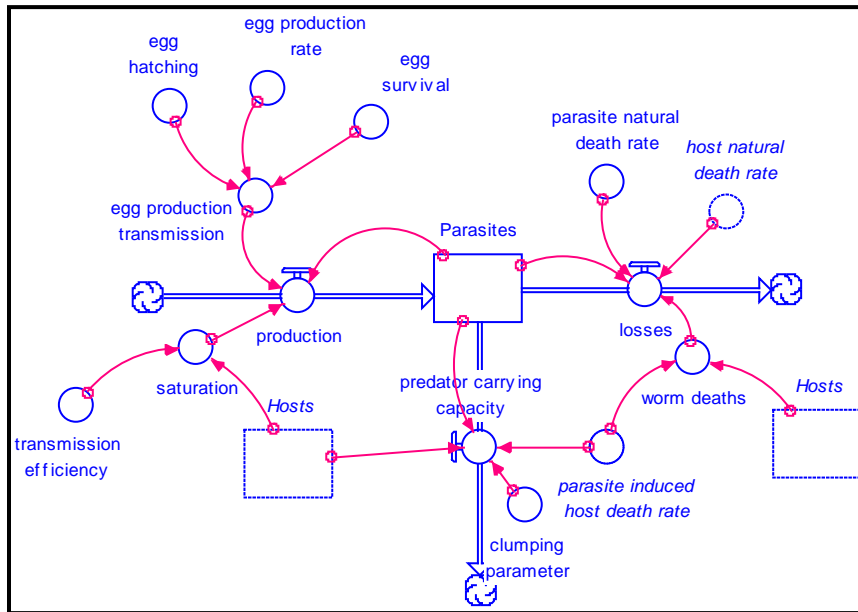 egg
hatching
egg production
rate
egg
survival
parasite natural
death rate
host natural
death rate
egg production
transmission
Parasites
production
losses
saturation
Hosts
predator carrying
capacity
worm deaths
Hosts
transmission
efficiency
parasite induced
host death rate
clumping
parameter